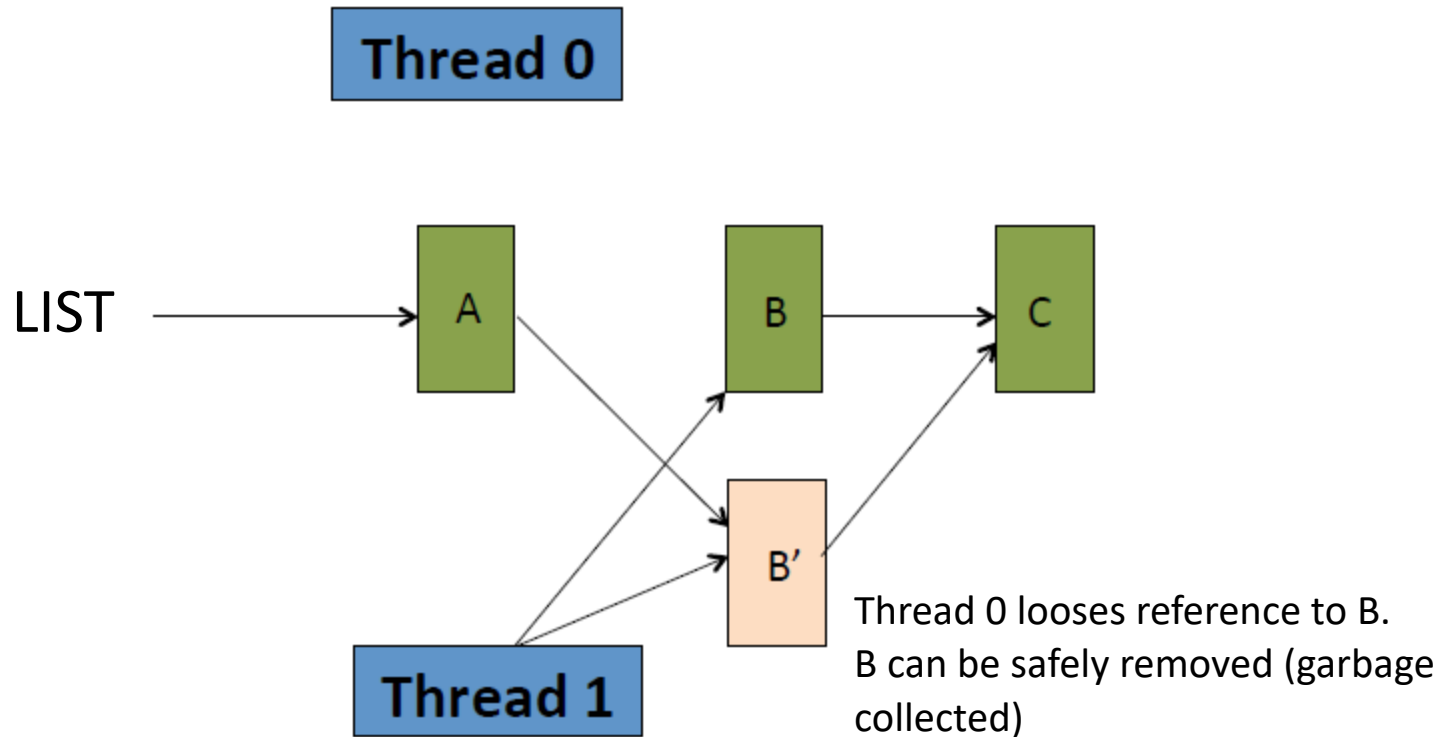 Thread 0
LIST
A
B
C
B′
Thread 0 looses reference to B.
B can be safely removed (garbage
collected)
Thread 1